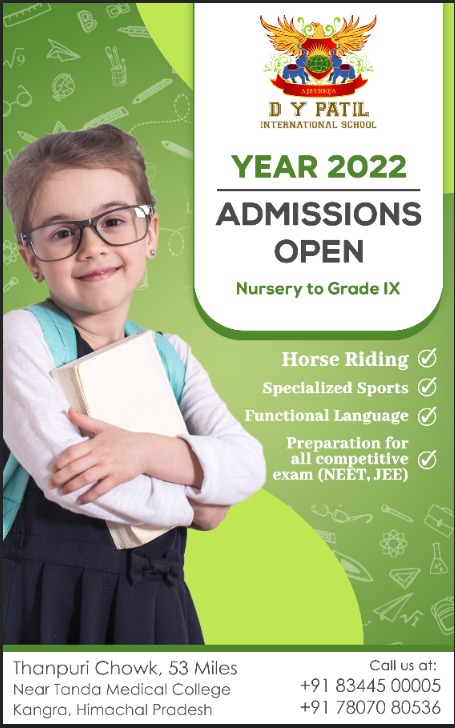 AJEENKYA
D Y PATIL
INTERNATIONAL SCHOOL
YEAR 2022
ADMISSIONS
OPEN
Nursery to Grade IX
Horse Riding
Specialized Sports
Functional Language
Preparation for
all competitive
exam (NEET, JEE)
Thanpuri Chowk, 53 Miles
Near Tanda Medical College
Kangra, Himachal Pradesh
Call us at:
+91 83445 00005
+91 78070 80536